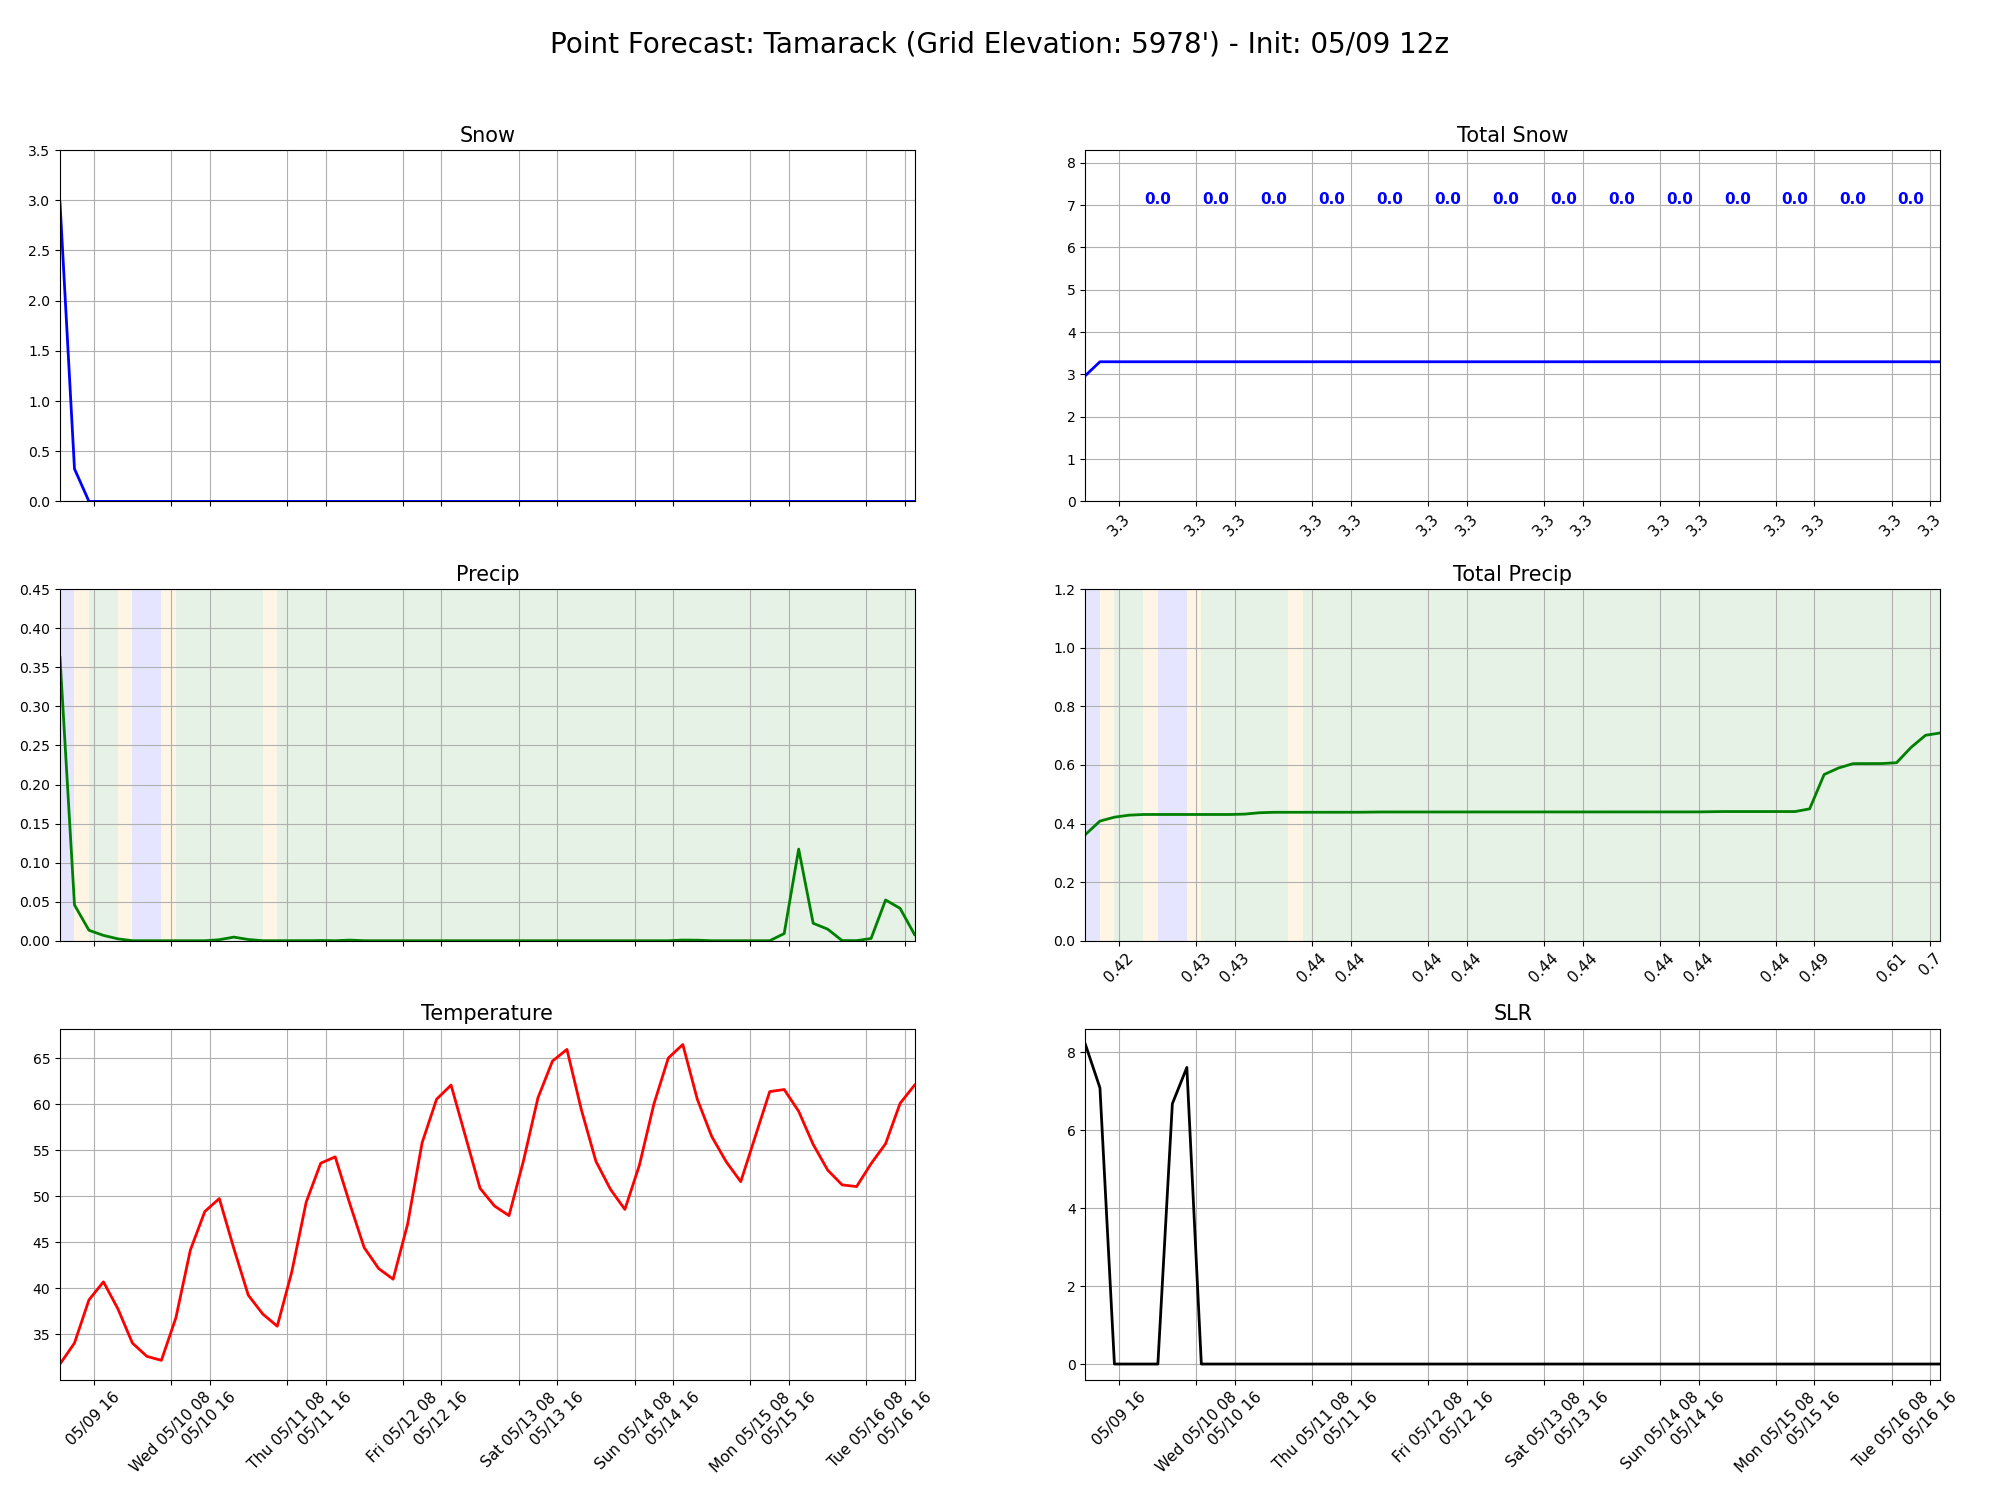 Point Forecast: Tamarack (Grid Elevation: 5978') - Init: 05/09 12z
Snow
3.5
3.0
2.5
2.0
1.5
1.0
0.5
0.0
Total Snow
8
7
6
5
4
3
2
1
0
0.0 0.0 0.0 0.0 0.0 0.0 0.0 0.0 0.0 0.0 0.0 0.0 0.0 0.0
3.3 3.3 3.3 3.3 3.3 3.3 3.3 3.3 3.3 3.3 3.3 3.3 3.3 3.3 3.3
Precip
0.45
0.40
0.35
0.30
0.25
0.20
0.15
0.10
0.05
0.00
Total Precip
1.2
1.0
0.8
0.6
0.4
0.2
0.0
0.42 0.43 0.43 0.44 0.44 0.44 0.44 0.44 0.44 0.44 0.44 0.44 0.49 0.61 0.7
Temperature
65
60
55
50
45
40
35
05/09 16
Wed 05/10 08
05/10 16
Thu 05/11 08
05/11 16
Fri 05/12 08
05/12 16
Sat 05/13 08
05/13 16
Sun 05/14 08
05/14 16
Mon 05/15 08
05/15 16
Tue 05/16 08
05/16 16
SLR
8
6
4
2
0
05/09 16
Wed 05/10 08
05/10 16
Thu 05/11 08
05/11 16
Fri 05/12 08
05/12 16
Sat 05/13 08
05/13 16
Sun 05/14 08
05/14 16
Mon 05/15 08
05/15 16
Tue 05/16 08
05/16 16